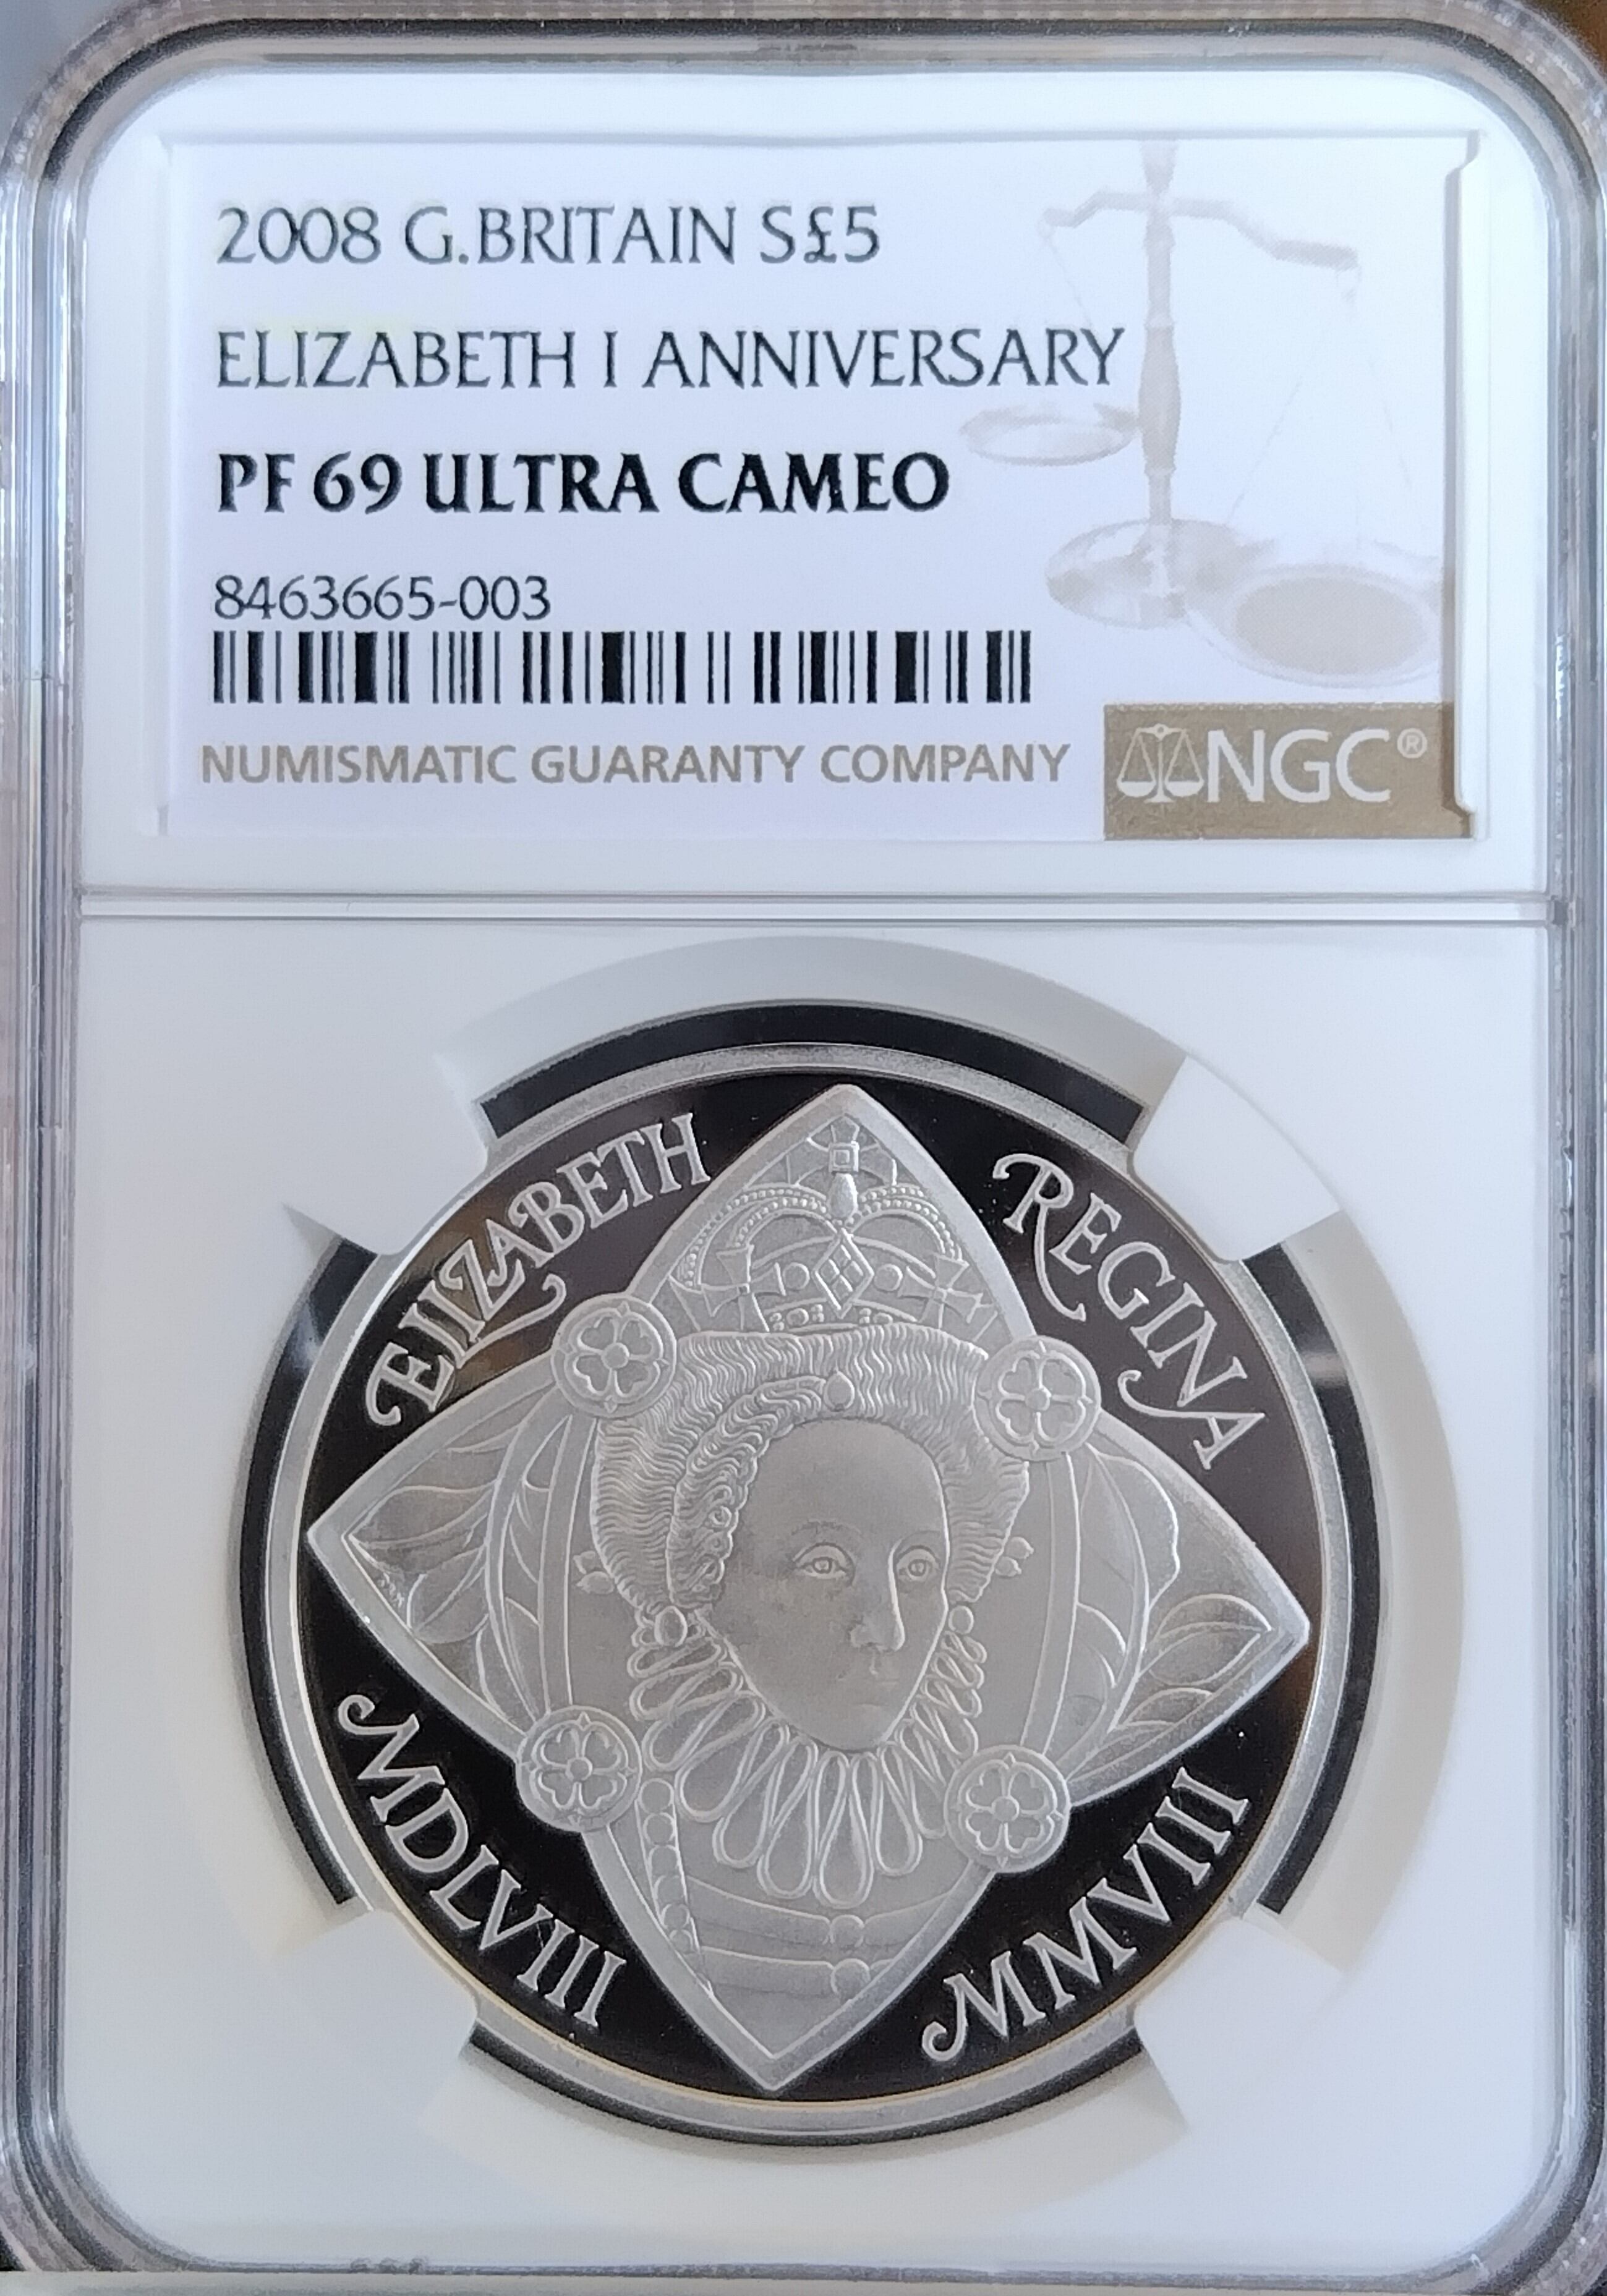 2008 G.BRITAIN S£5
ELIZABETH I ANNIVERSARY
PF 69 ULTRA CAMEO
8463665-003
NUMISMATIC GUARANTY COMPANY
NGC®
ELIZABETH
REGINA
MDLVIII
MMVIII